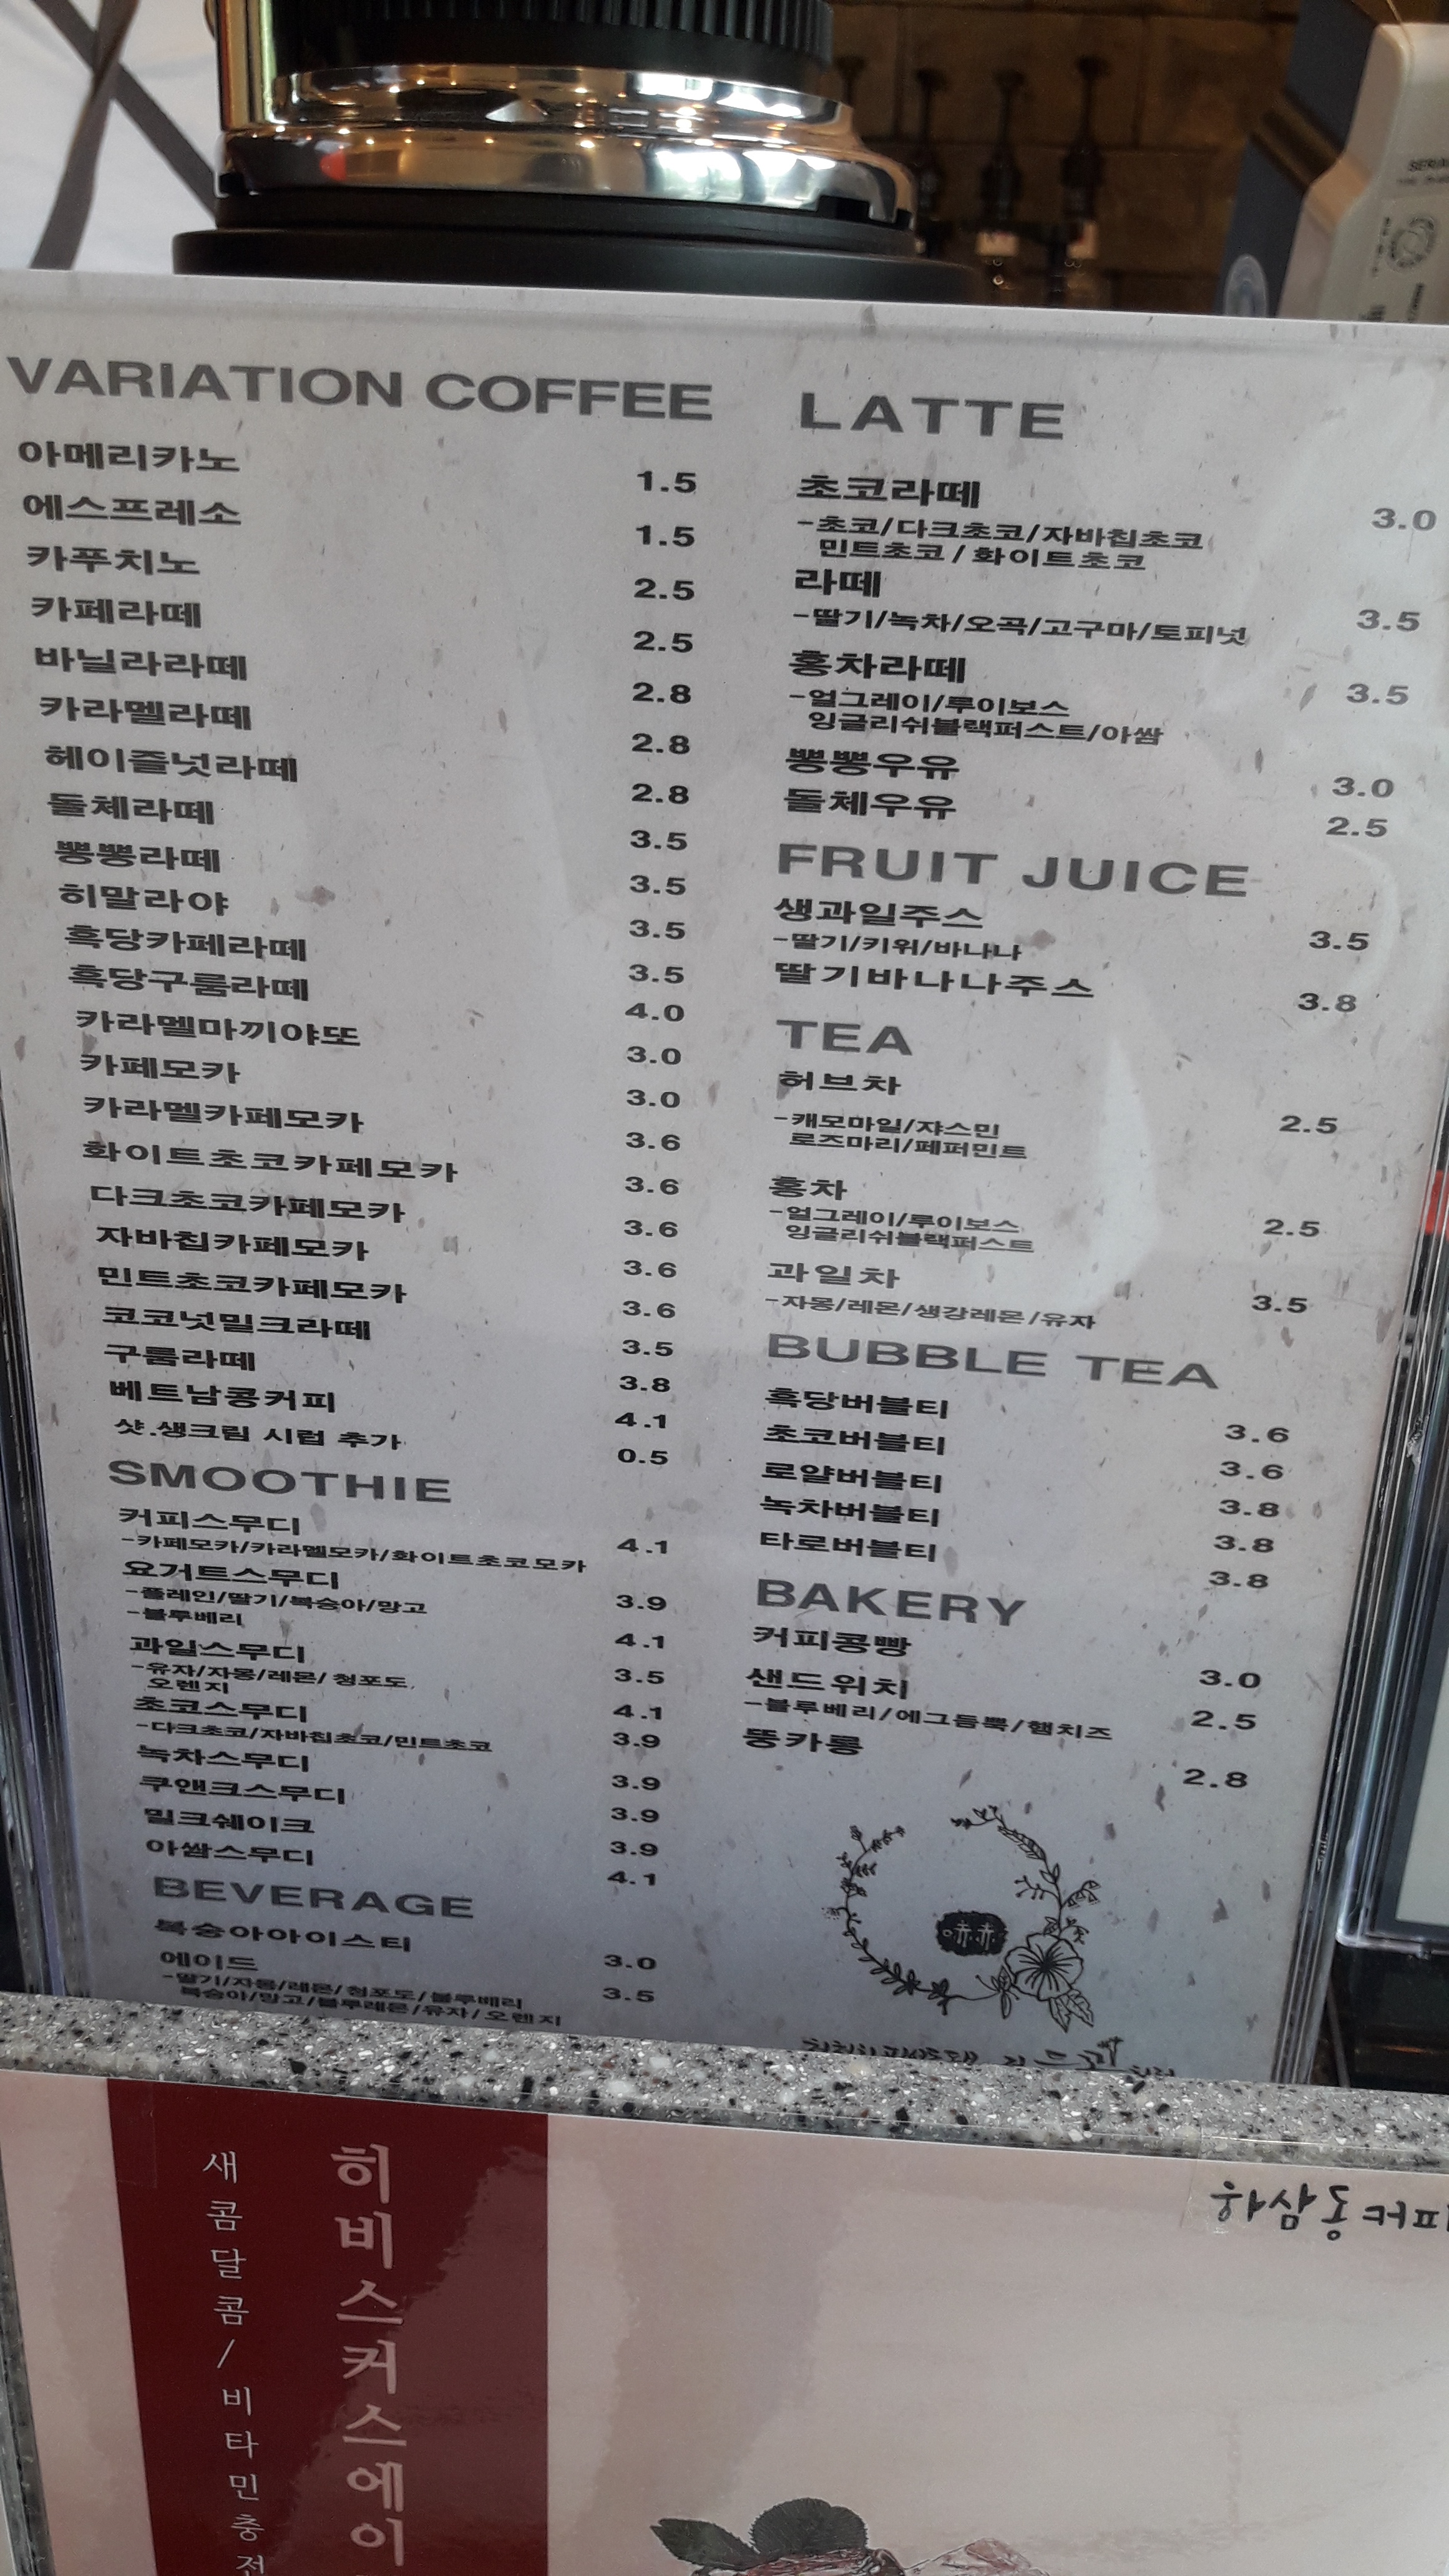 VARIATION COFFEE
아메리카노 1.5
에스프레소 1.5
카푸치노 2.5
카페라떼 2.5
바닐라라떼 2.8
카라멜라떼 2.8
헤이즐넛라떼 2.8
돌체라떼 3.5
뽕뽕라떼 3.5
히말라야 3.5
흑당카페라떼 3.5
흑당구룸라떼 4.0
카라멜마끼야또 3.0
카페모카 3.0
카라멜카페모카 3.6
화이트초코카페모카 3.6
다크초코카페모카 3.6
자바칩카페모카 3.6
민트초코카페모카 3.6
코코넛밀크라떼 3.5
구룸라떼 3.8
베트남콩커피 4.1
샷.생크림 시럽 추가 0.5
SMOOTHIE
커피스무디 4.1
-카페모카/카라멜모카/화이트초코모카
요거트스무디 3.9
-플레인/딸기/복숭아/망고
-블루베리 4.1
과일스무디 3.5
-유자/자몽/레몬/청포도
오렌지 4.1
초코스무디 3.9
-다크초코/자바칩초코/민트초코
녹차스무디 3.9
쿠앤크스무디 3.9
밀크쉐이크 3.9
아쌈스무디 4.1
BEVERAGE
복숭아아이스티 3.0
에이드 3.5
-딸기/자몽/레몬/청포도/블루베리
복숭아/망고/블루레몬/유자/오렌지
LATTE
초코라떼 3.0
-초코/다크초코/자바칩초코
민트초코/화이트초코
라떼 3.5
-딸기/녹차/오곡/고구마/토피넛
홍차라떼 3.5
-얼그레이/루이보스
잉글리쉬블랙퍼스트/아쌈
뽕뽕우유 3.0
돌체우유 2.5
FRUIT JUICE
생과일주스 3.5
-딸기/키위/바나나
딸기바나나주스 3.8
TEA
허브차 2.5
-캐모마일/쟈스민
로즈마리/페퍼민트
홍차 2.5
-얼그레이/루이보스
잉글리쉬블랙퍼스트
과일차 3.5
-자몽/레몬/생강레몬/유자
BUBBLE TEA
흑당버블티 3.6
초코버블티 3.6
로얄버블티 3.8
녹차버블티 3.8
타로버블티 3.8
BAKERY
커피콩빵 3.0
샌드위치 2.5
-블루베리/에그듬뿍/햄치즈
뚱카롱 2.8
하삼동커피
히비스커스에이
새콤달콤/비타민충전